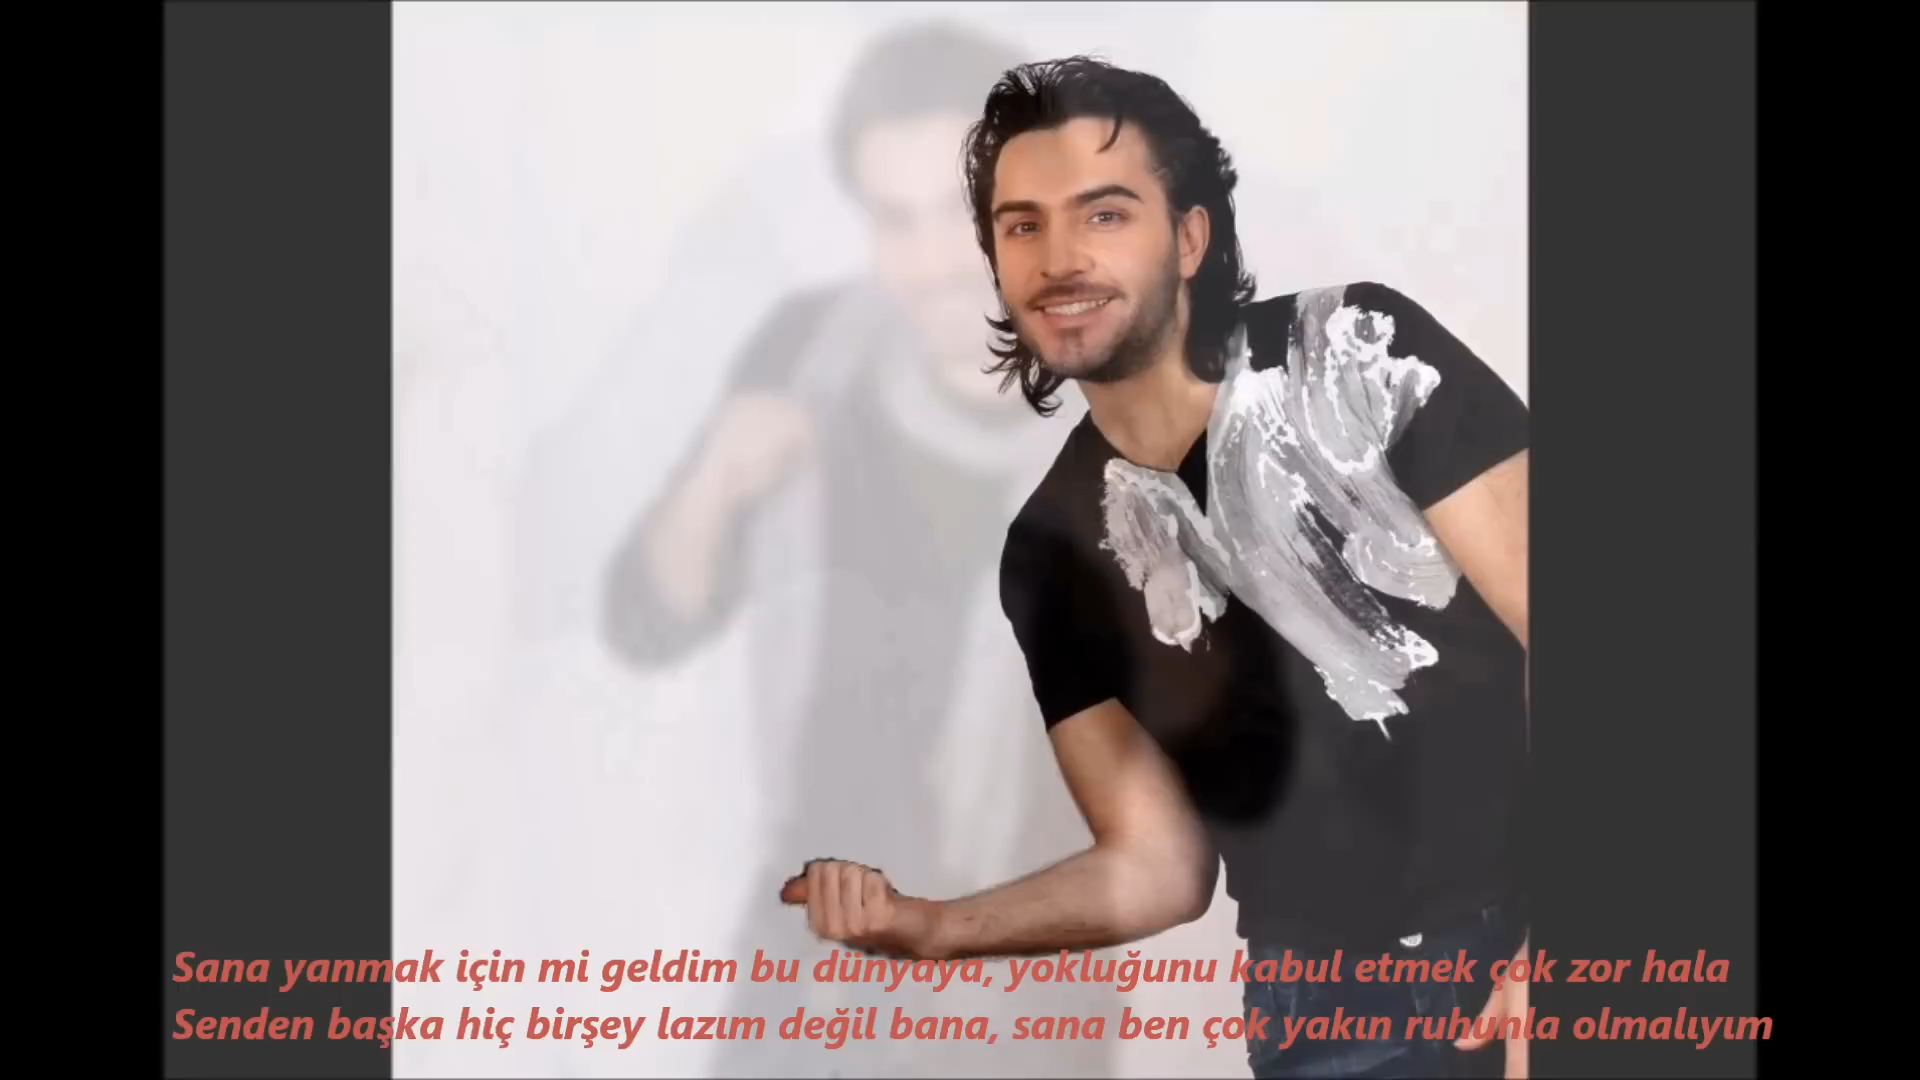 Sana yanmak için mi geldim bu dünyaya, yokluğunu kabul etmek çok zor hala
Senden başka hiç birşey lazım değil bana, sana ben çok yakın ruhunla olmalıyım